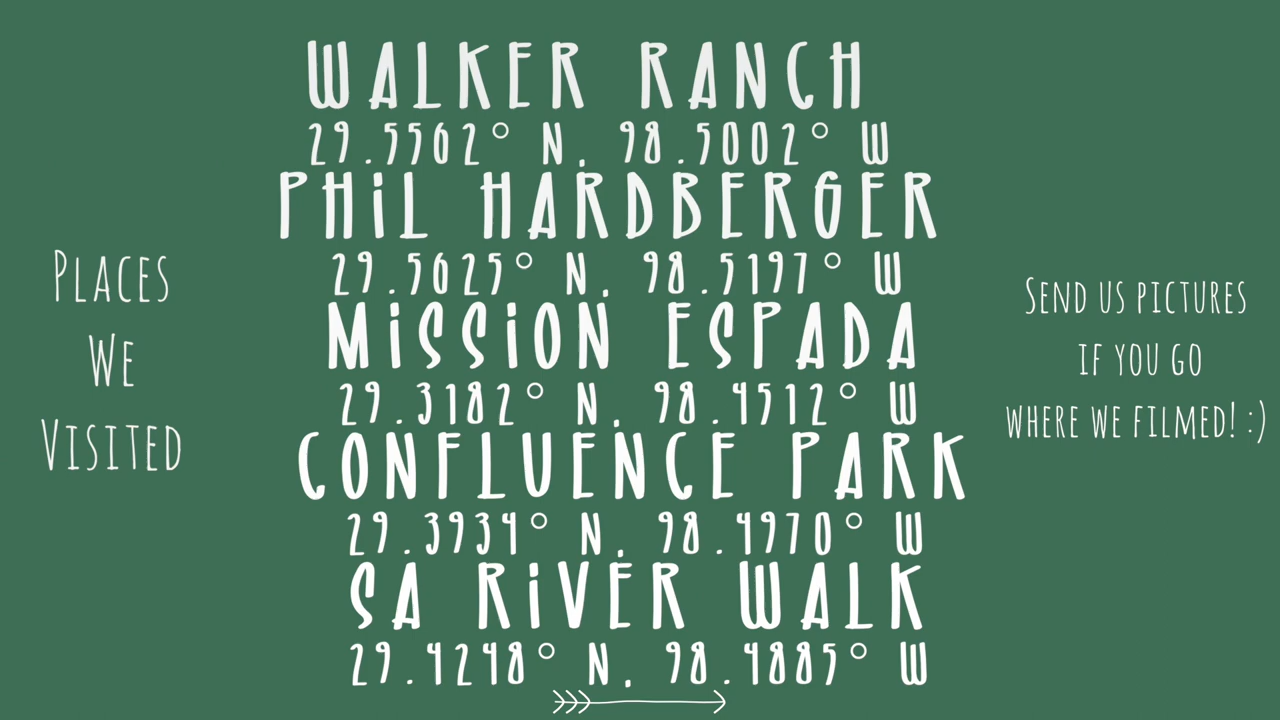 Places
We
Visited
WALKER RANCH
29.5562° N, 98.5002° W
PHiL HARDBERGER
29.5625° N, 98.5197° W
MiSSiON ESPADA
29.3182° N, 98.4512° W
CONFLUENCE PARK
29.3934° N, 98.4970° W
SA RiVER WALK
29.4248° N, 98.4885° W
Send us pictures
if you go
where we filmed! :)